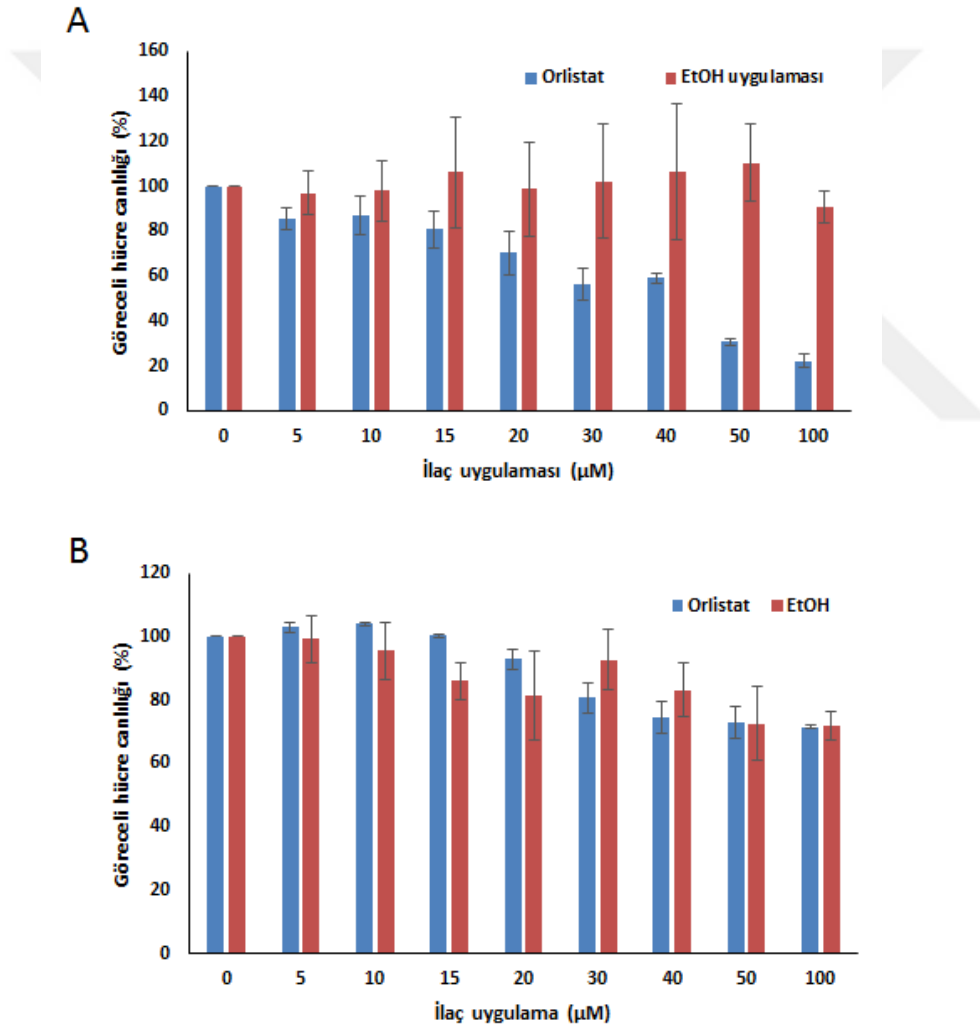 A
Göreceli hücre canlılığı (%)
160
140
120
100
80
60
40
20
0
Orlistat
EtOH uygulaması
0 5 10 15 20 30 40 50 100
İlaç uygulaması (µM)
B
Göreceli hücre canlılığı (%)
120
100
80
60
40
20
0
Orlistat
EtOH
0 5 10 15 20 30 40 50 100
İlaç uygulama (µM)